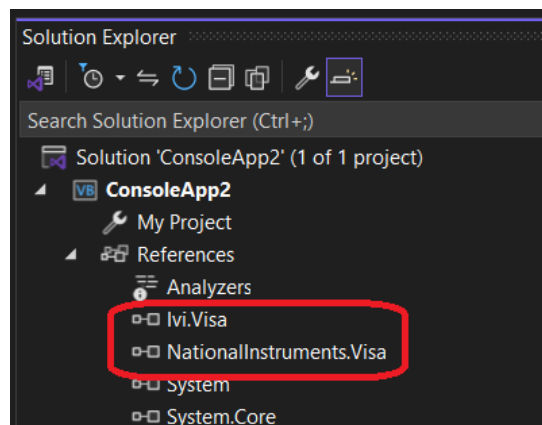 Solution Explorer
Search Solution Explorer (Ctrl+;)
Solution 'ConsoleApp2' (1 of 1 project)
VB ConsoleApp2
My Project
References
Analyzers
Ivi.Visa
NationalInstruments.Visa
System
System.Core